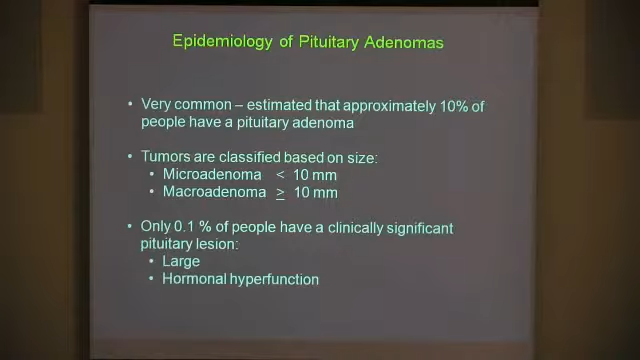 Epidemiology of Pituitary Adenomas
• Very common – estimated that approximately 10% of
people have a pituitary adenoma
• Tumors are classified based on size:
• Microadenoma < 10 mm
• Macroadenoma ≥ 10 mm
• Only 0.1 % of people have a clinically significant
pituitary lesion:
• Large
• Hormonal hyperfunction